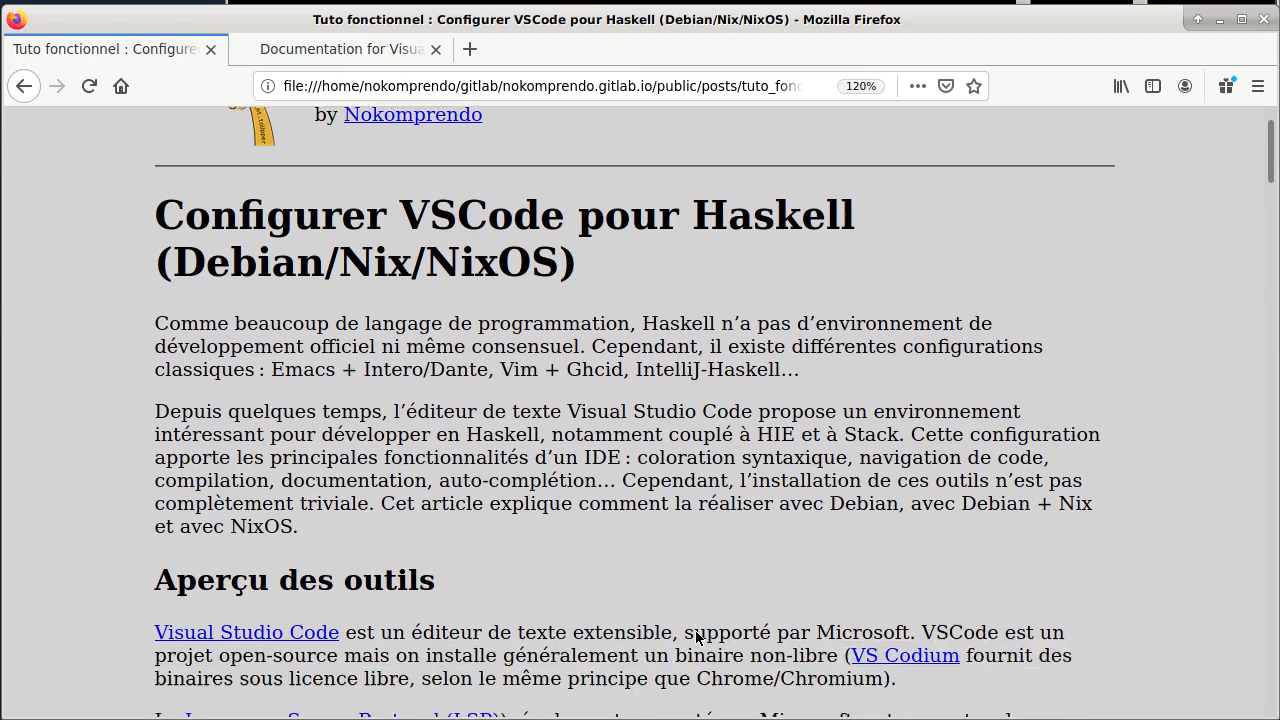 Tuto fonctionnel : Configurer VSCode pour Haskell (Debian/Nix/NixOS) - Mozilla Firefox
Tuto fonctionnel : Configure
Documentation for Visua
file:///home/nokomprendo/gitlab/nokomprendo.gitlab.io/public/posts/tuto_fonc
120%
by Nokomprendo
Configurer VSCode pour Haskell
(Debian/Nix/NixOS)
Comme beaucoup de langage de programmation, Haskell n’a pas d’environnement de
développement officiel ni même consensuel. Cependant, il existe différentes configurations
classiques : Emacs + Intero/Dante, Vim + Ghcid, IntelliJ-Haskell…
Depuis quelques temps, l’éditeur de texte Visual Studio Code propose un environnement
intéressant pour développer en Haskell, notamment couplé à HIE et à Stack. Cette configuration
apporte les principales fonctionnalités d’un IDE : coloration syntaxique, navigation de code,
compilation, documentation, auto-complétion… Cependant, l’installation de ces outils n’est pas
complètement triviale. Cet article explique comment la réaliser avec Debian, avec Debian + Nix
et avec NixOS.
Aperçu des outils
Visual Studio Code est un éditeur de texte extensible, supporté par Microsoft. VSCode est un
projet open-source mais on installe généralement un binaire non-libre (VS Codium fournit des
binaires sous licence libre, selon le même principe que Chrome/Chromium).